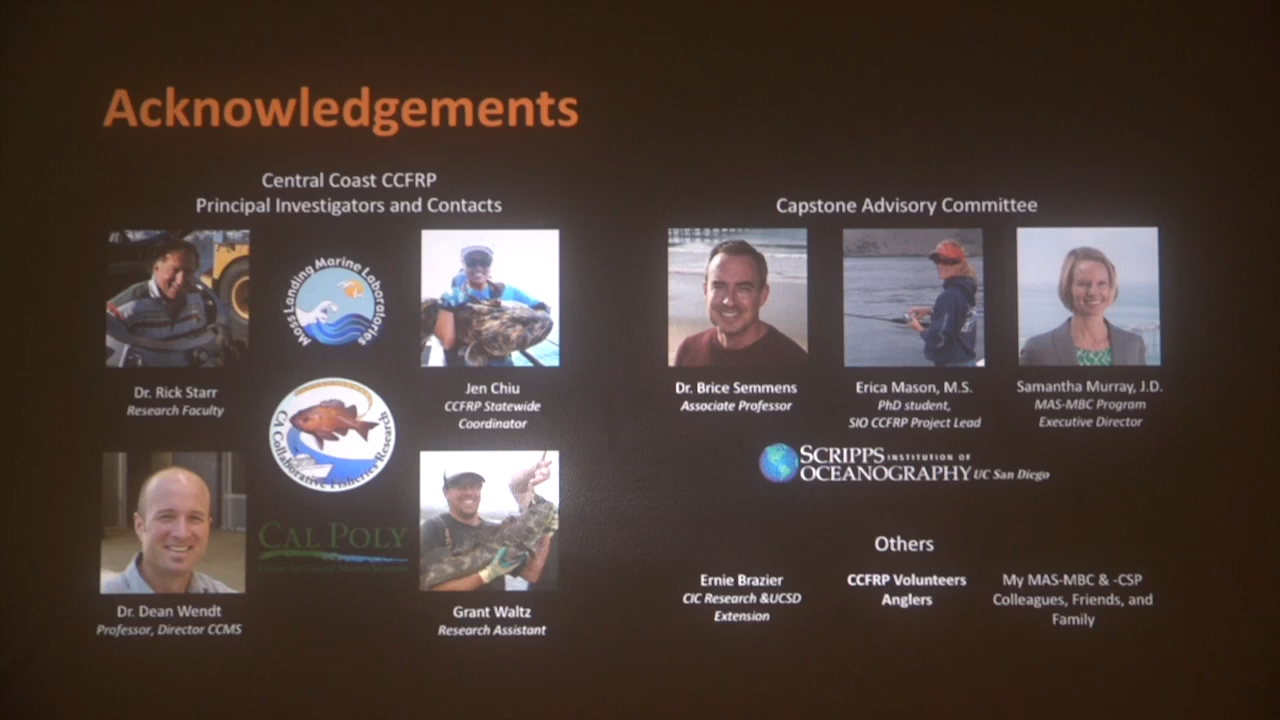 Acknowledgements
Central Coast CCFRP
Principal Investigators and Contacts
Moss Landing Marine Laboratories
Dr. Rick Starr
Research Faculty
Jen Chiu
CCFRP Statewide
Coordinator
CA Collaborative Fisheries Research
CAL POLY
Dr. Dean Wendt
Professor, Director CCMS
Grant Waltz
Research Assistant
Capstone Advisory Committee
Dr. Brice Semmens
Associate Professor
Erica Mason, M.S.
PhD student,
SIO CCFRP Project Lead
Samantha Murray, J.D.
MAS-MBC Program
Executive Director
SCRIPPS INSTITUTION OF
OCEANOGRAPHY UC San Diego
Others
Ernie Brazier
CIC Research &UCSD
Extension
CCFRP Volunteers
Anglers
My MAS-MBC & -CSP
Colleagues, Friends, and
Family